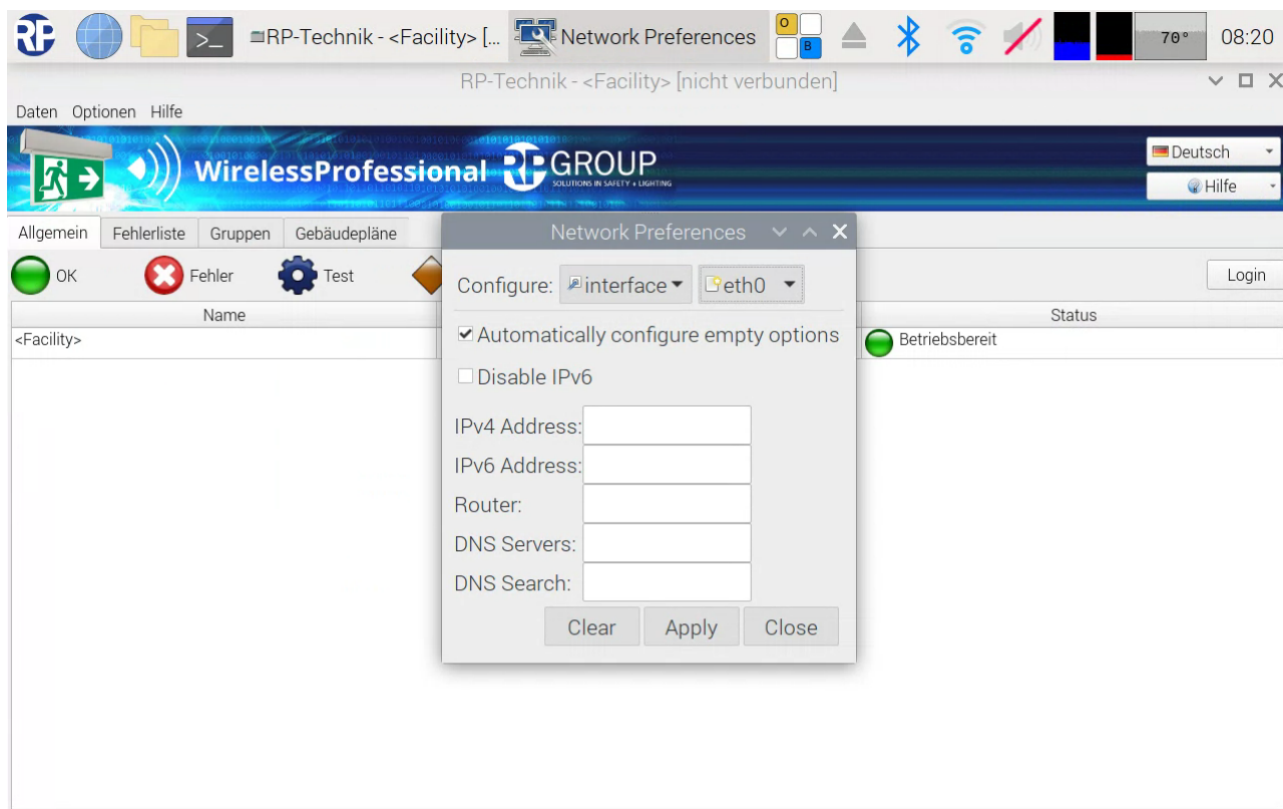 RP-Technik - <Facility> [... Network Preferences O B 70° 08:20
RP-Technik - <Facility> [nicht verbunden]
Daten Optionen Hilfe
WirelessProfessional RP GROUP
SOLUTIONS IN SAFETY + LIGHTING
Deutsch
Hilfe
Allgemein Fehlerliste Gruppen Gebäudepläne
OK Fehler Test Login
Name Status
<Facility> Betriebsbereit
Network Preferences
Configure: interface eth0
Automatically configure empty options
Disable IPv6
IPv4 Address:
IPv6 Address:
Router:
DNS Servers:
DNS Search:
Clear Apply Close